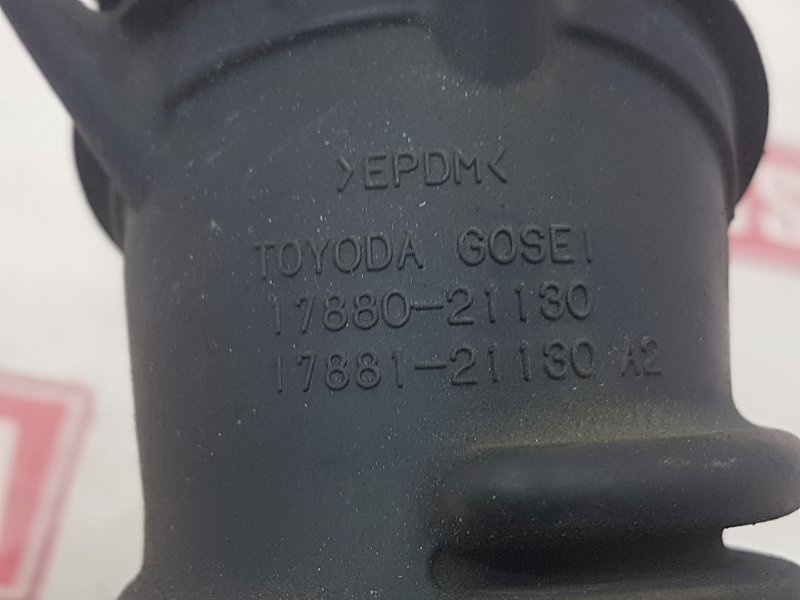 >EPDM<
TOYODA GOSEI
17880-21130
17881-21130 A2